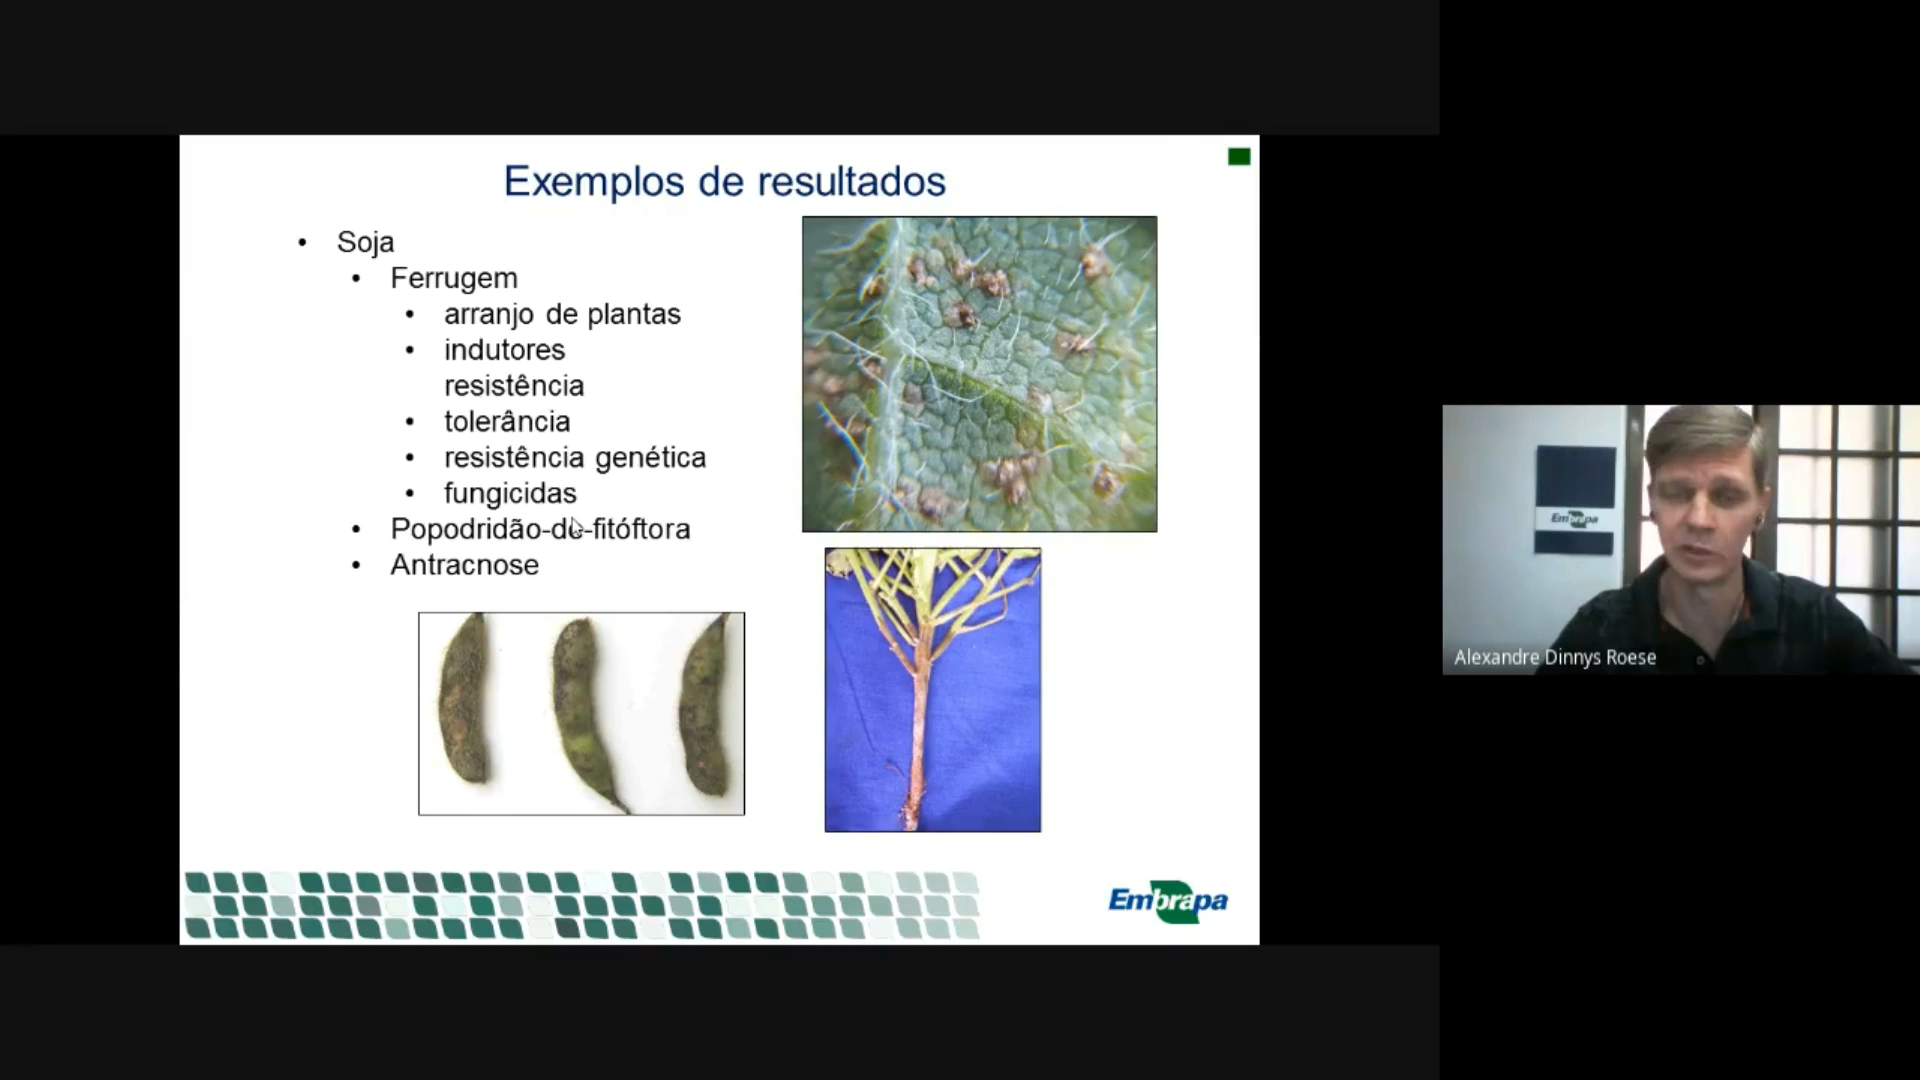 Exemplos de resultados
• Soja
• Ferrugem
• arranjo de plantas
• indutores
resistência
• tolerância
• resistência genética
• fungicidas
• Popodridão-de-fitóftora
• Antracnose
Embrapa
Embrapa
Alexandre Dinnys Roese